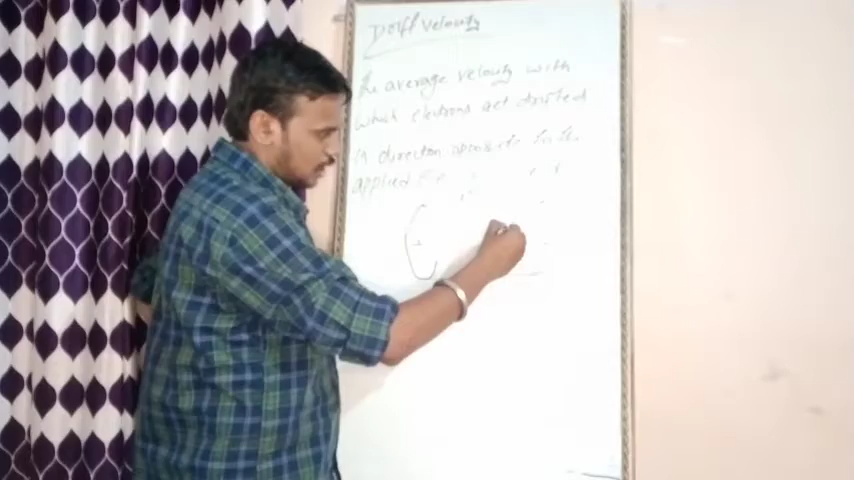 Drift Velocity
The average velocity with
which electrons get drifted
in direction opposite to the
applied